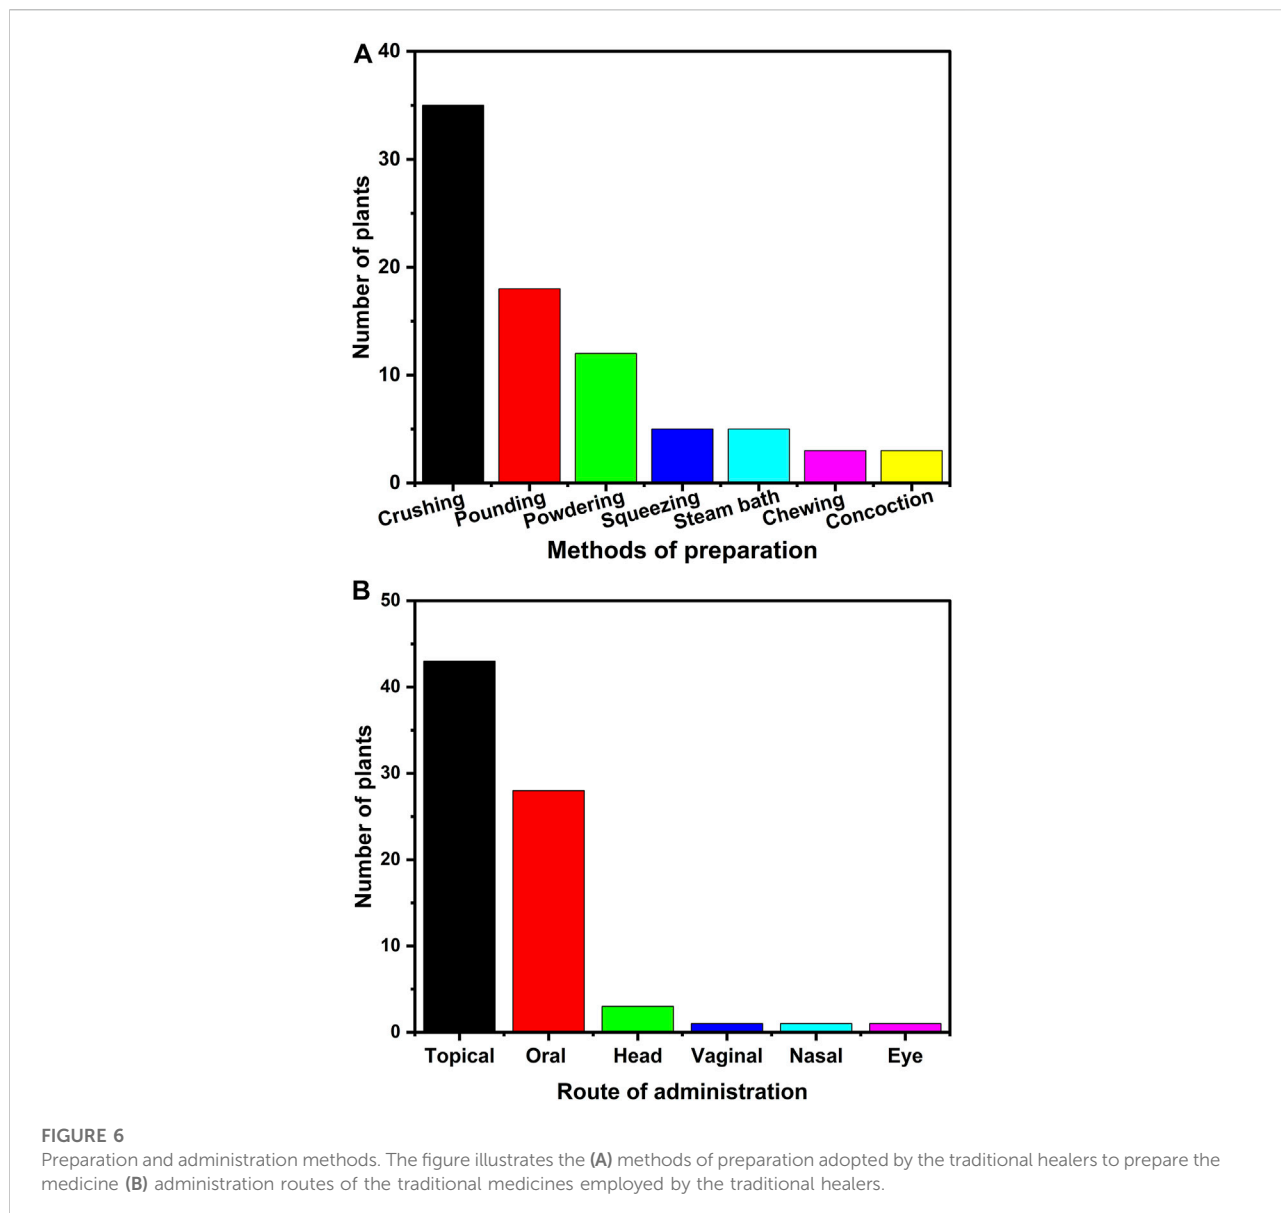 A
40
30
20
10
0
Number of plants
Crushing
Pounding
Powdering
Squeezing
Steam bath
Chewing
Concoction
Methods of preparation
B
50
40
30
20
10
0
Number of plants
Topical
Oral
Head
Vaginal
Nasal
Eye
Route of administration
FIGURE 6
Preparation and administration methods. The figure illustrates the (A) methods of preparation adopted by the traditional healers to prepare the
medicine (B) administration routes of the traditional medicines employed by the traditional healers.